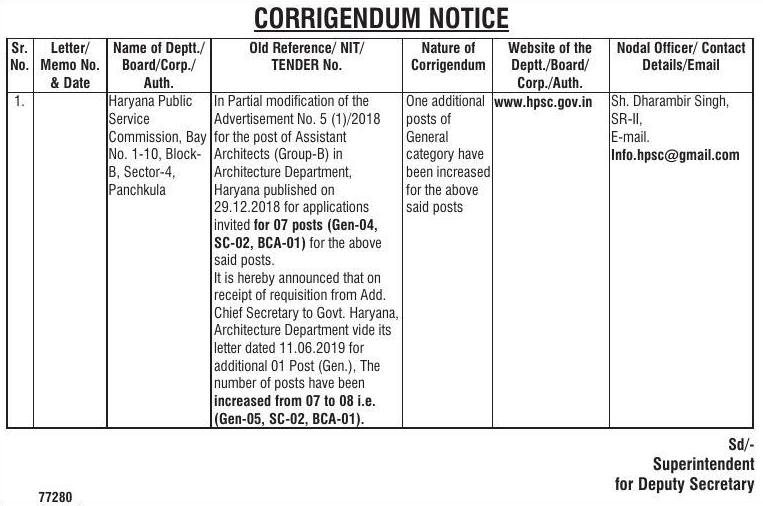 CORRIGENDUM NOTICE
Sr.
No.
Letter/
Memo No.
& Date
Name of Deptt./
Board/Corp./
Auth.
Old Reference/ NIT/
TENDER No.
Nature of
Corrigendum
Website of the
Deptt./Board/
Corp./Auth.
Nodal Officer/ Contact
Details/Email
1.
Haryana Public
Service
Commission, Bay
No. 1-10, Block-
B, Sector-4,
Panchkula
In Partial modification of the
Advertisement No. 5 (1)/2018
for the post of Assistant
Architects (Group-B) in
Architecture Department,
Haryana published on
29.12.2018 for applications
invited for 07 posts (Gen-04,
SC-02, BCA-01) for the above
said posts.
It is hereby announced that on
receipt of requisition from Add.
Chief Secretary to Govt. Haryana,
Architecture Department vide its
letter dated 11.06.2019 for
additional 01 Post (Gen.), The
number of posts have been
increased from 07 to 08 i.e.
(Gen-05, SC-02, BCA-01).
One additional
posts of
General
category have
been increased
for the above
said posts
www.hpsc.gov.in
Sh. Dharambir Singh,
SR-II,
E-mail.
Info.hpsc@gmail.com
Sd/-
Superintendent
for Deputy Secretary
77280